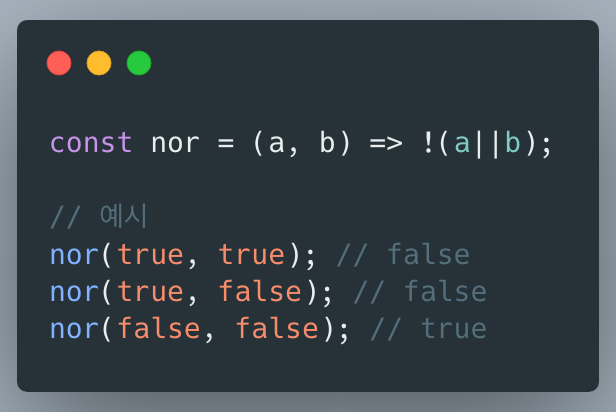 const nor = (a, b) => !(a||b);
// 예시
nor(true, true); // false
nor(true, false); // false
nor(false, false); // true